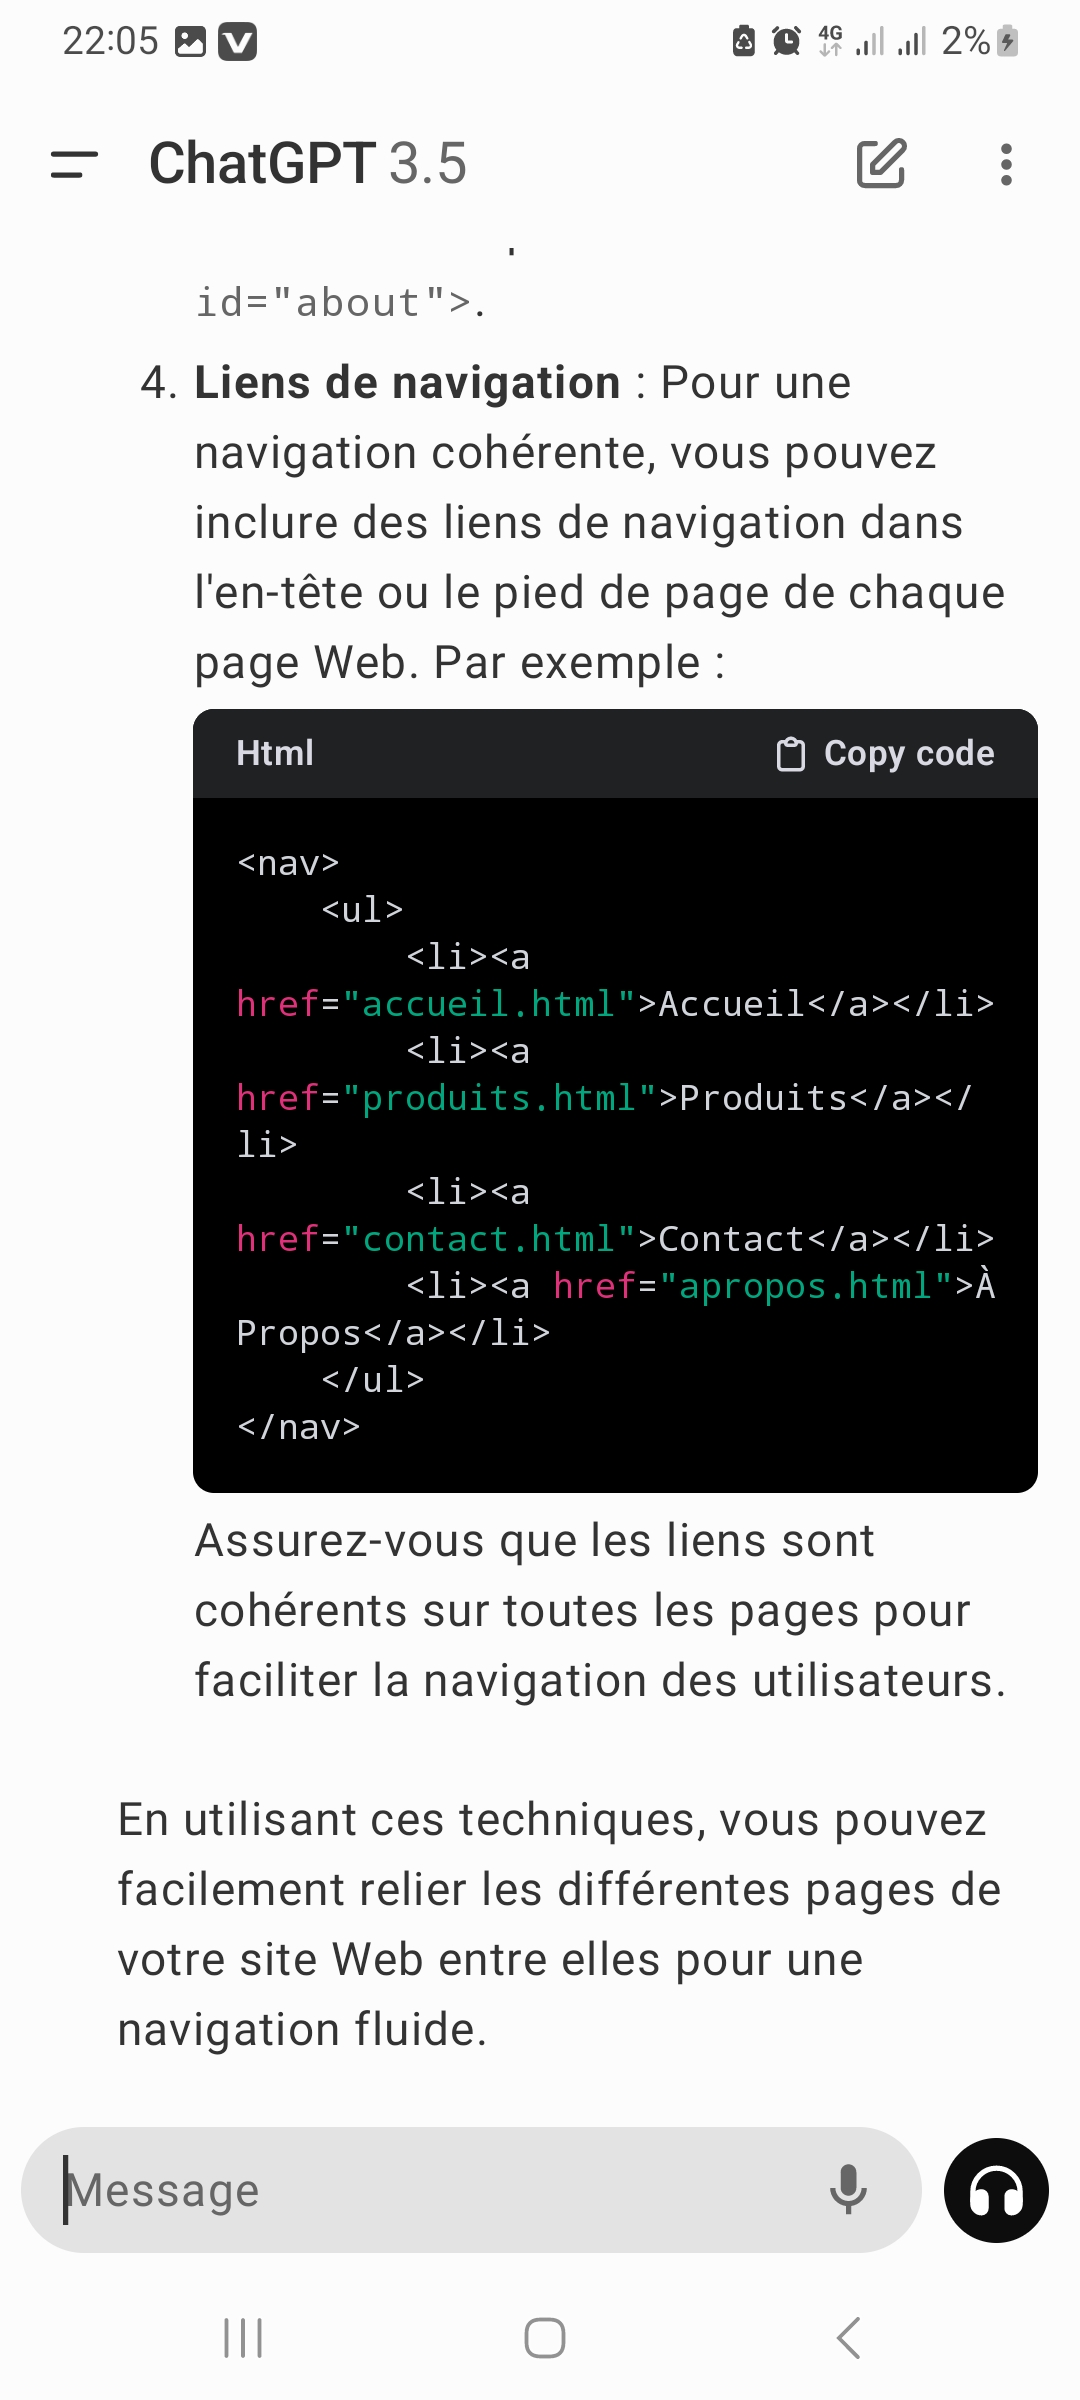 22:05 4G 2%
ChatGPT 3.5
id="about">.
4. Liens de navigation : Pour une
navigation cohérente, vous pouvez
inclure des liens de navigation dans
l'en-tête ou le pied de page de chaque
page Web. Par exemple :
Html Copy code
<nav>
    <ul>
        <li><a
href="accueil.html">Accueil</a></li>
        <li><a
href="produits.html">Produits</a></
li>
        <li><a
href="contact.html">Contact</a></li>
        <li><a href="apropos.html">À
Propos</a></li>
    </ul>
</nav>
Assurez-vous que les liens sont
cohérents sur toutes les pages pour
faciliter la navigation des utilisateurs.
En utilisant ces techniques, vous pouvez
facilement relier les différentes pages de
votre site Web entre elles pour une
navigation fluide.
Message